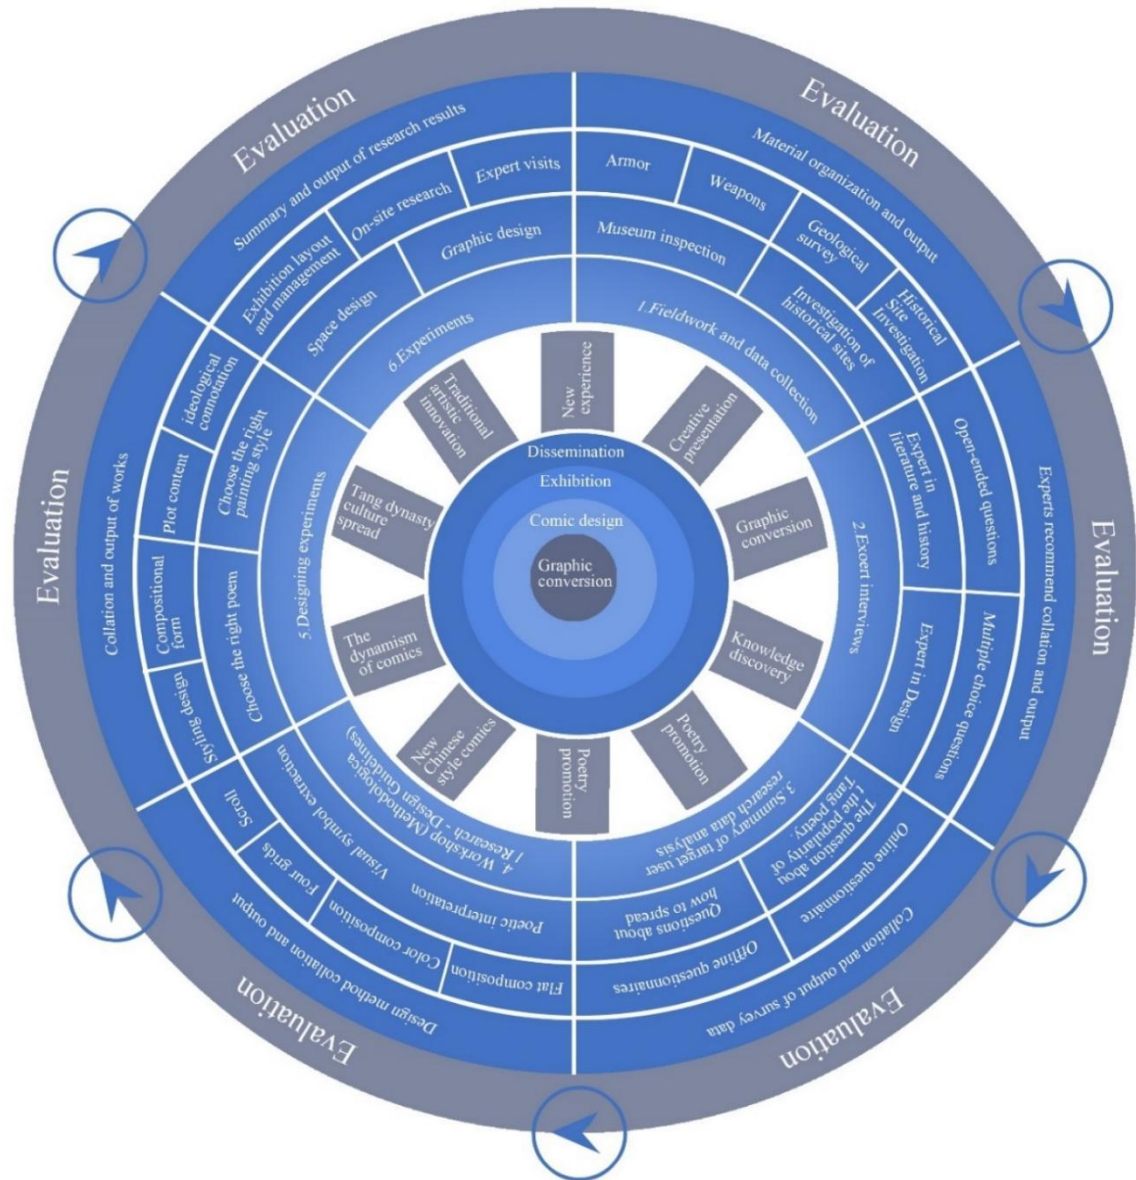 Evaluation
Evaluation
Evaluation
Evaluation
Evaluation
Evaluation
Material organization and output
Armor
Weapons
Geological
survey
Historical
Site
Investigation
Museum inspection
Investigation of
historical sites
1.Fieldwork and data collection
Experts recommend collation and output
Open-ended questions
Multiple choice questions
Expert in
literature and history
Expert in Design
2.Expert interviews
Collation and output of survey data
Online questionnaire
Offline questionnaires
The question abou
t the popularity of
Tang poetry.
Questions about
how to spread
3.Summary of target user
research data analysis
Design method collation and output
Flat composition
Color composition
Four grids
Scroll
Poetic interpretation
Visual symbol extraction
4. Workshop (Methodologica
l Research - Design Guidelines)
Collation and output of works
Styling design
Compositional
form
Plot content
ideological
connotation
Choose the right poem
Choose the right
painting style
5.Designing experiments
Summary and output of research results
Exhibition layout
and management
On-site research
Expert visits
Space design
Graphic design
6.Experiments
New
experience
Creative
presentation
Graphic
conversion
Knowledge
discovery
Poetry
promotion
Poetry
promotion
New
Chinese
style comics
The
dynamism
of comics
Tang dynasty
culture
spread
Traditional
artistic
innovation
Dissemination
Exhibition
Comic design
Graphic
conversion